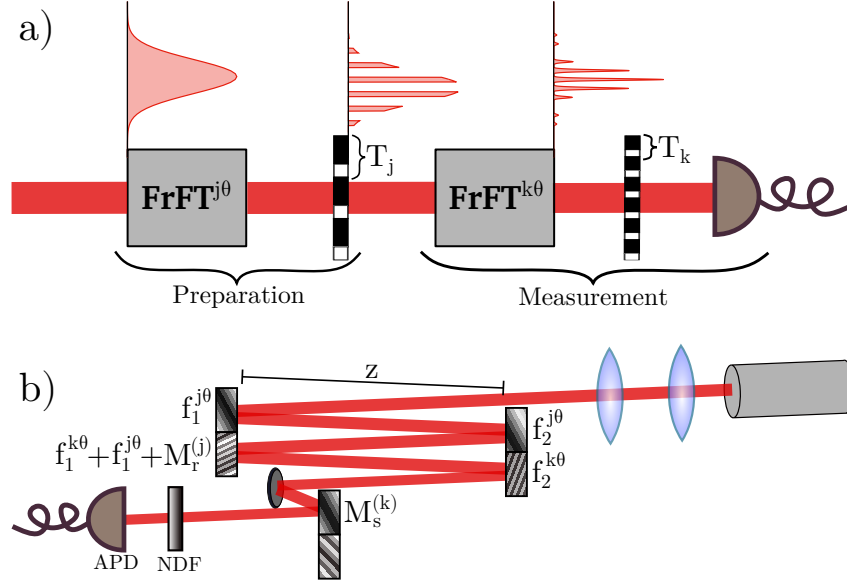 a)
FrFT^{jθ}
T_j
FrFT^{kθ}
T_k
Preparation
Measurement
b)
z
f_1^{jθ}
f_2^{jθ}
f_1^{kθ}+f_1^{jθ}+M_r^{(j)}
f_2^{kθ}
M_s^{(k)}
APD
NDF